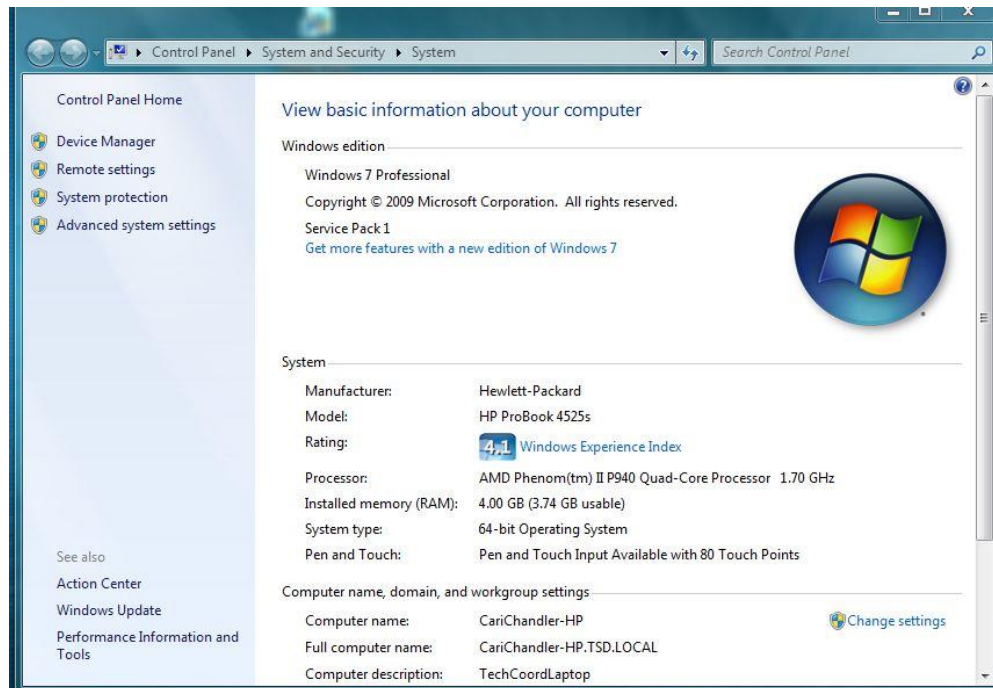 Control Panel ▸ System and Security ▸ System
Search Control Panel
Control Panel Home
Device Manager
Remote settings
System protection
Advanced system settings
See also
Action Center
Windows Update
Performance Information and
Tools
View basic information about your computer
Windows edition
Windows 7 Professional
Copyright © 2009 Microsoft Corporation. All rights reserved.
Service Pack 1
Get more features with a new edition of Windows 7
System
Manufacturer: Hewlett-Packard
Model: HP ProBook 4525s
Rating: 4.1 Windows Experience Index
Processor: AMD Phenom(tm) II P940 Quad-Core Processor 1.70 GHz
Installed memory (RAM): 4.00 GB (3.74 GB usable)
System type: 64-bit Operating System
Pen and Touch: Pen and Touch Input Available with 80 Touch Points
Computer name, domain, and workgroup settings
Computer name: CariChandler-HP
Change settings
Full computer name: CariChandler-HP.TSD.LOCAL
Computer description: TechCoordLaptop